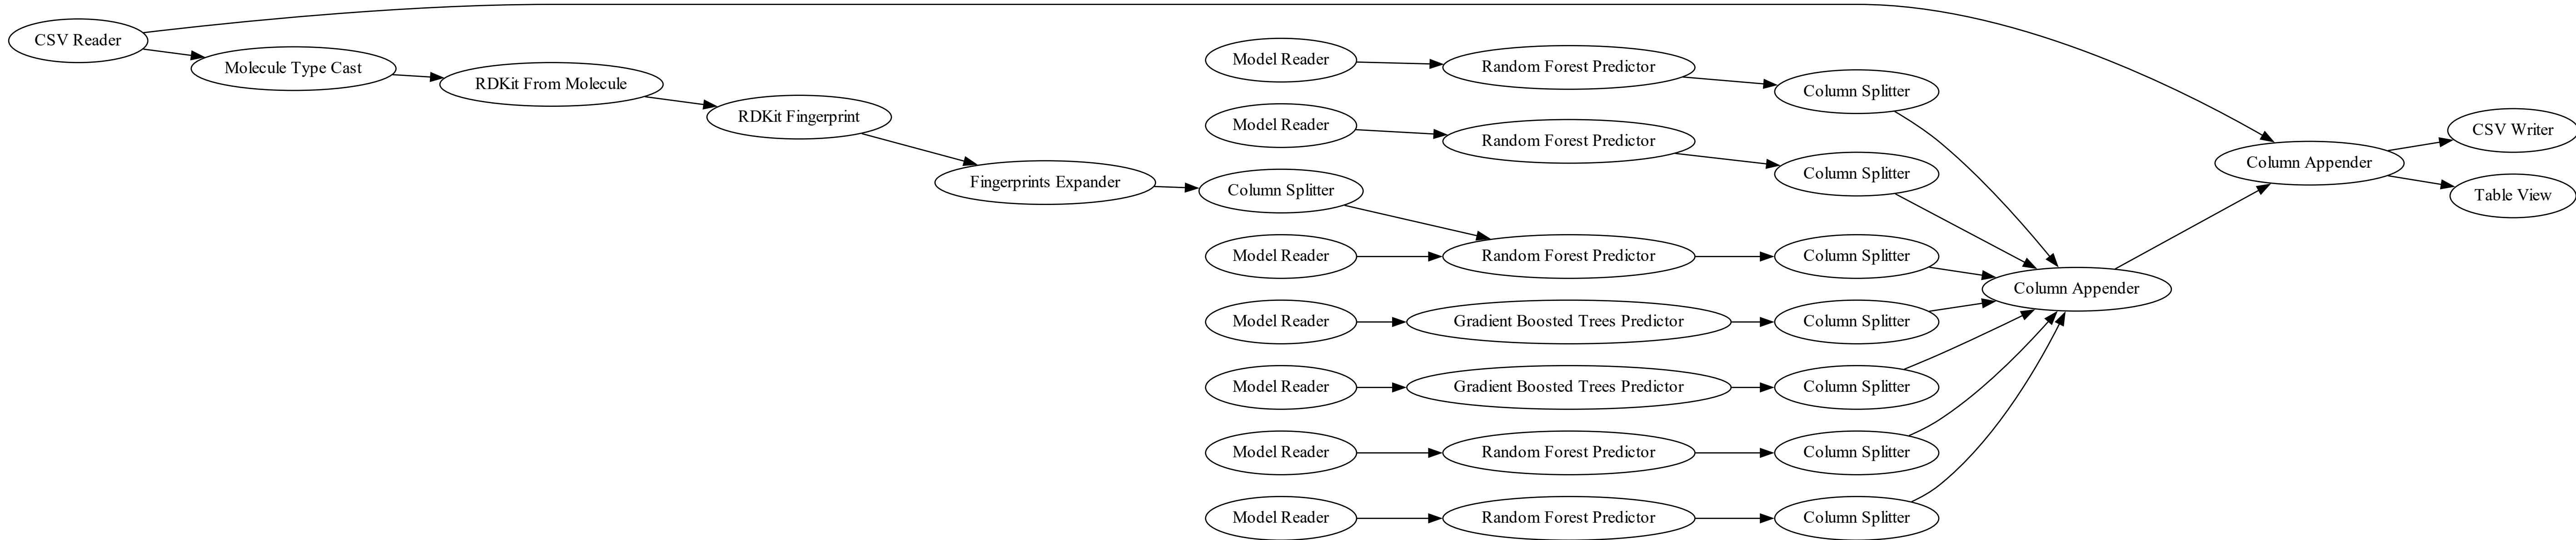 CSV Reader
Molecule Type Cast
RDKit From Molecule
RDKit Fingerprint
Fingerprints Expander
Model Reader
Random Forest Predictor
Column Splitter
Model Reader
Random Forest Predictor
Column Splitter
Column Splitter
Model Reader
Random Forest Predictor
Column Splitter
Model Reader
Gradient Boosted Trees Predictor
Column Splitter
Model Reader
Gradient Boosted Trees Predictor
Column Splitter
Model Reader
Random Forest Predictor
Column Splitter
Model Reader
Random Forest Predictor
Column Splitter
Column Appender
Column Appender
CSV Writer
Table View